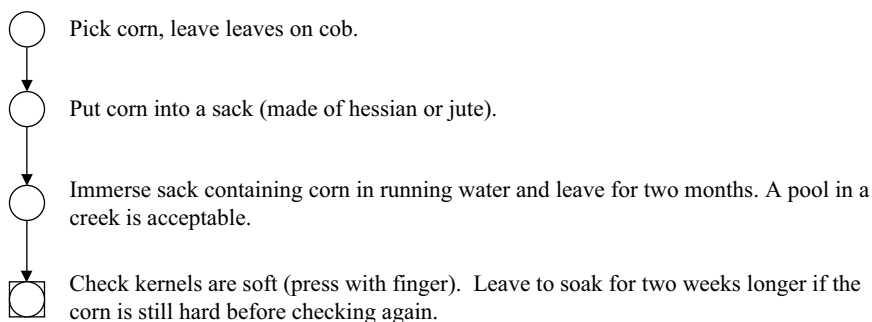 Pick corn, leave leaves on cob.
Put corn into a sack (made of hessian or jute).
Immerse sack containing corn in running water and leave for two months. A pool in a
creek is acceptable.
Check kernels are soft (press with finger).  Leave to soak for two weeks longer if the
corn is still hard before checking again.